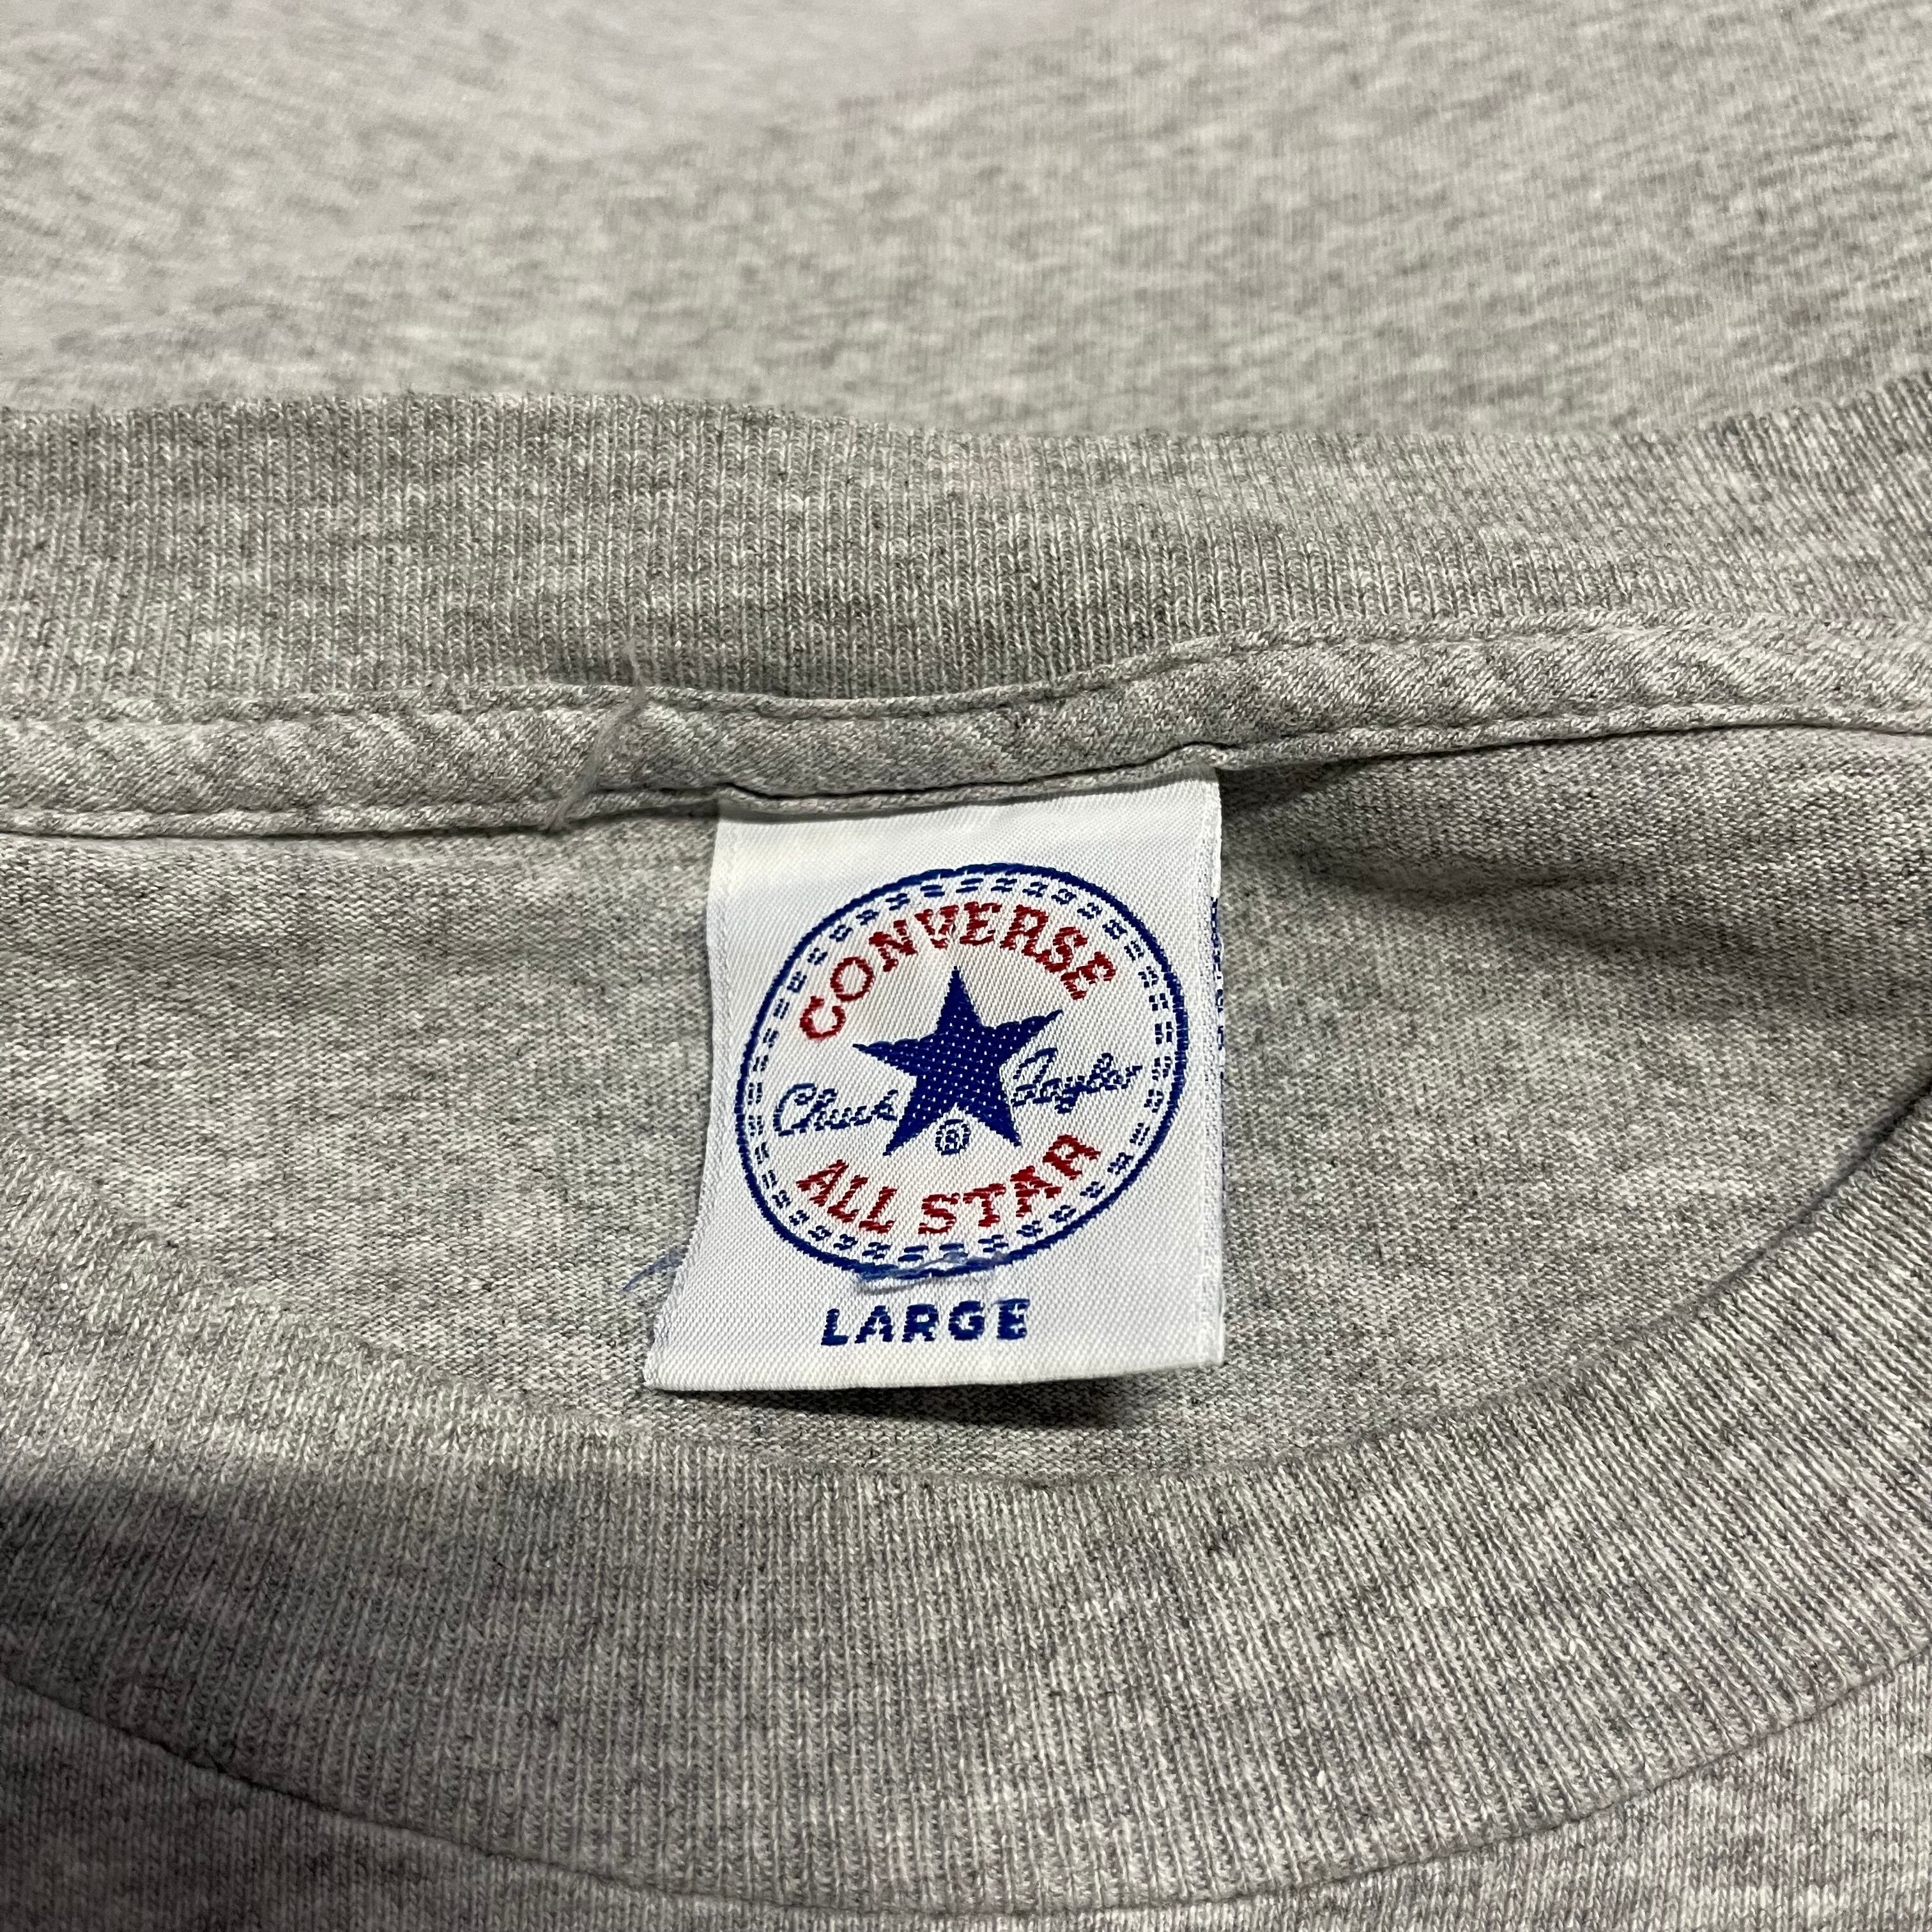 CONVERSE
Chuck Taylor
®
ALL STAR
LARGE